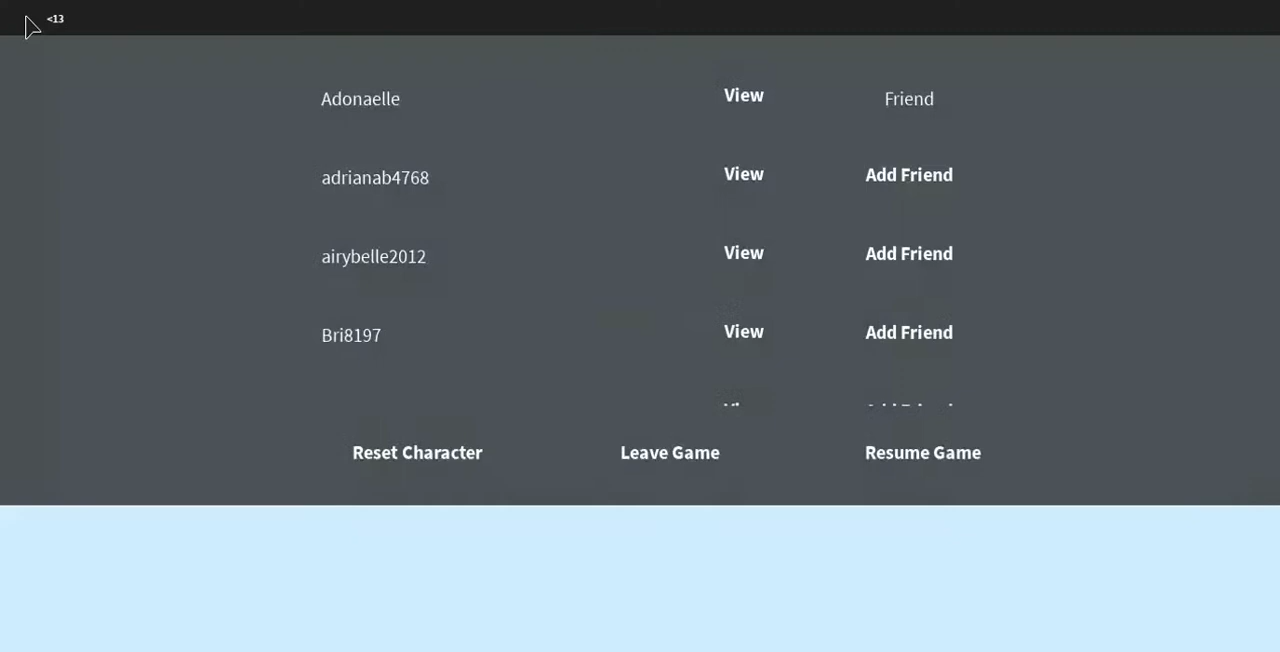 <13
Adonaelle View Friend
adrianab4768 View Add Friend
airybelle2012 View Add Friend
Bri8197 View Add Friend
Reset Character Leave Game Resume Game